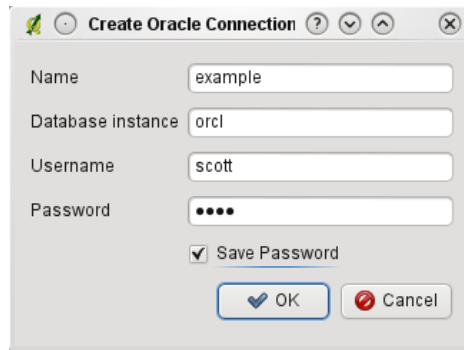 Create Oracle Connection
Name example
Database instance orcl
Username scott
Password ••••
Save Password
OK Cancel